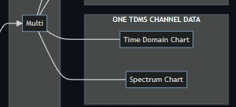 ONE TDMS CHANNEL DATA
Multi
Time Domain Chart
Spectrum Chart